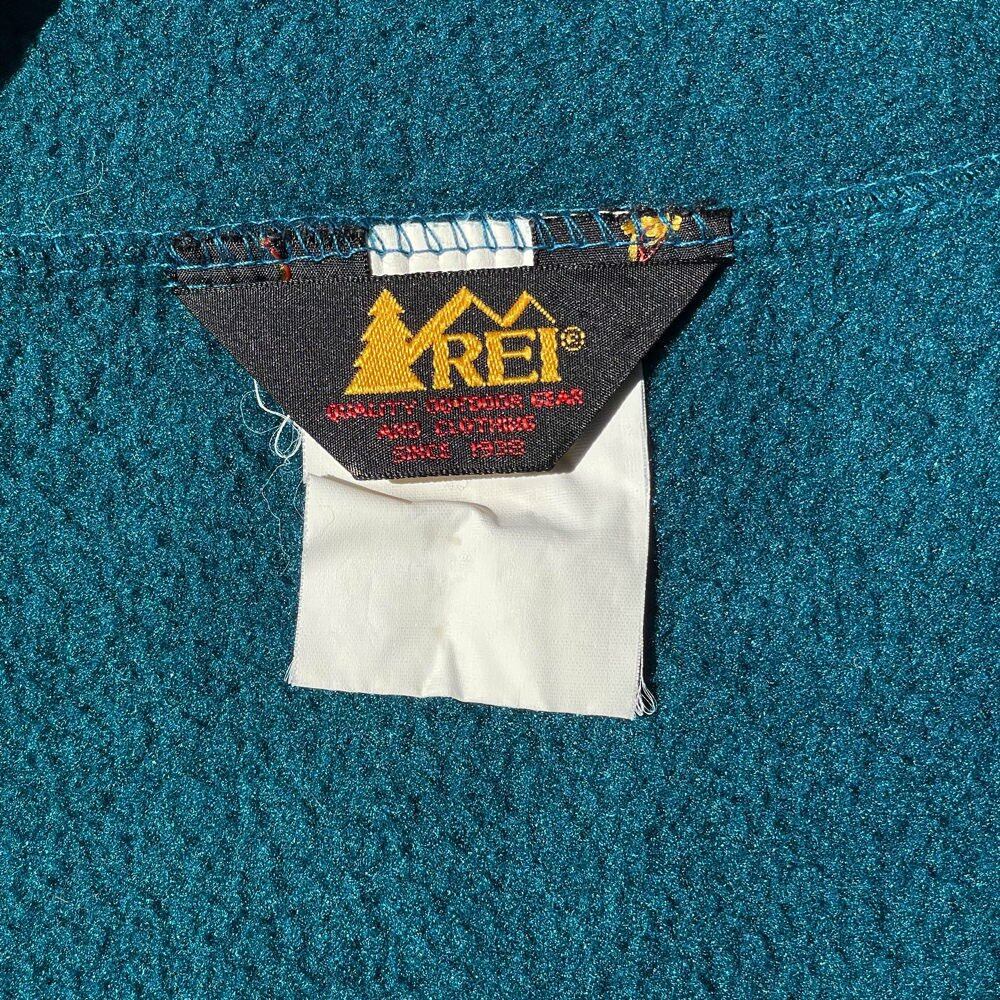 REI®
QUALITY OUTDOOR GEAR
AND CLOTHING
SINCE 1938